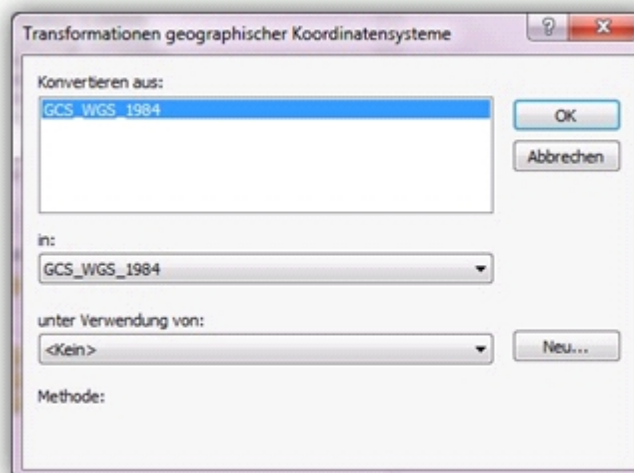 Transformationen geographischer Koordinatensysteme
Konvertieren aus:
GCS_WGS_1984
OK
Abbrechen
in:
GCS_WGS_1984
unter Verwendung von:
<Kein>
Neu...
Methode: